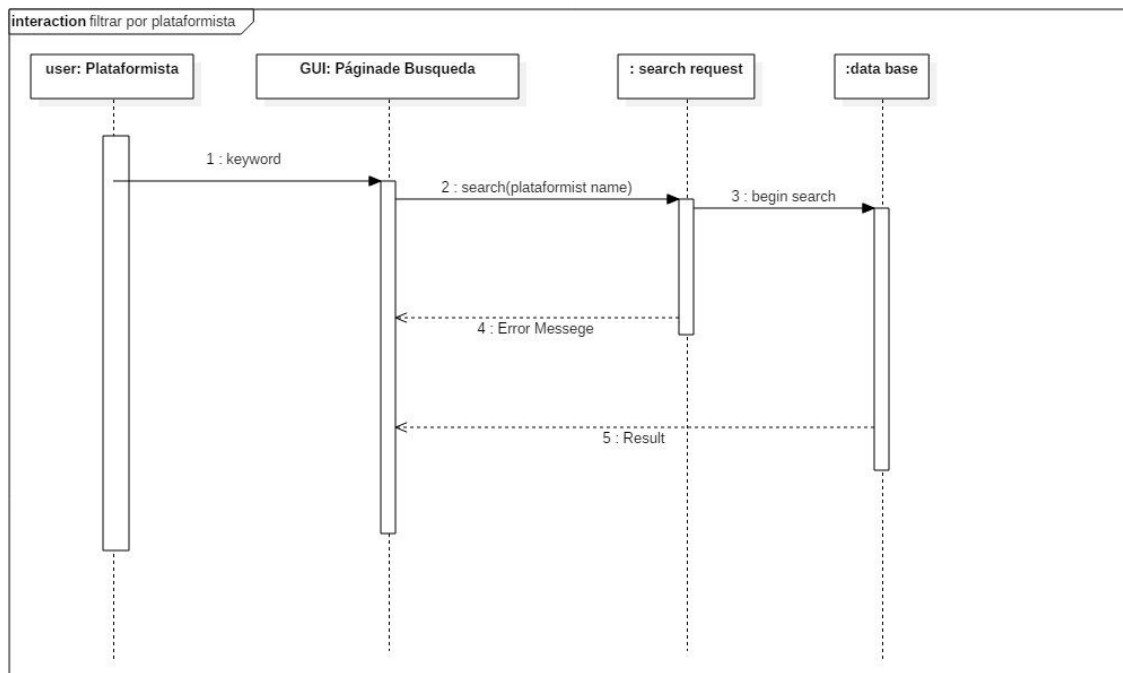 interaction filtrar por plataformista
user: Plataformista
GUI: Páginade Busqueda
: search request
:data base
1 : keyword
2 : search(plataformist name)
3 : begin search
4 : Error Messege
5 : Result